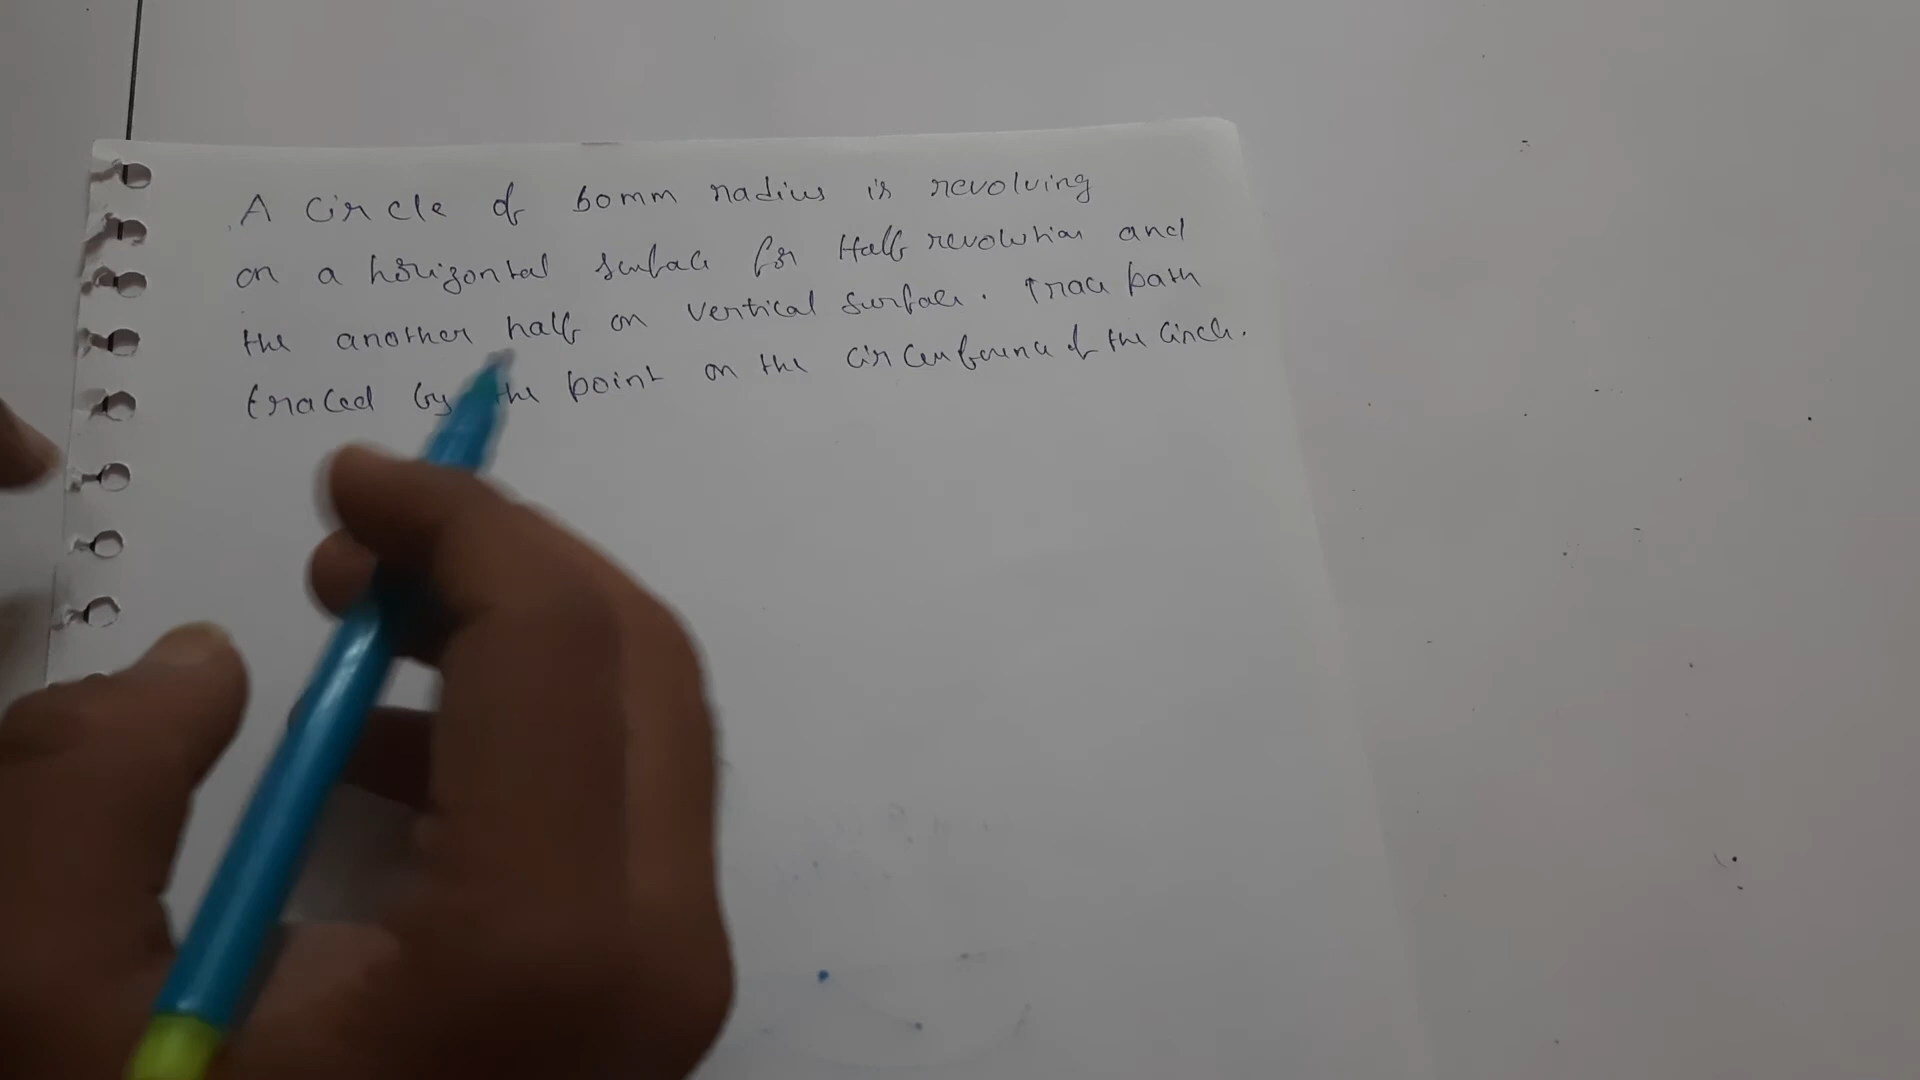 A Circle of 60mm radius is revolving
on a horizontal surface for Half revolution and
the another half on vertical surface. Trace path
traced by the point on the circumference of the Circle.